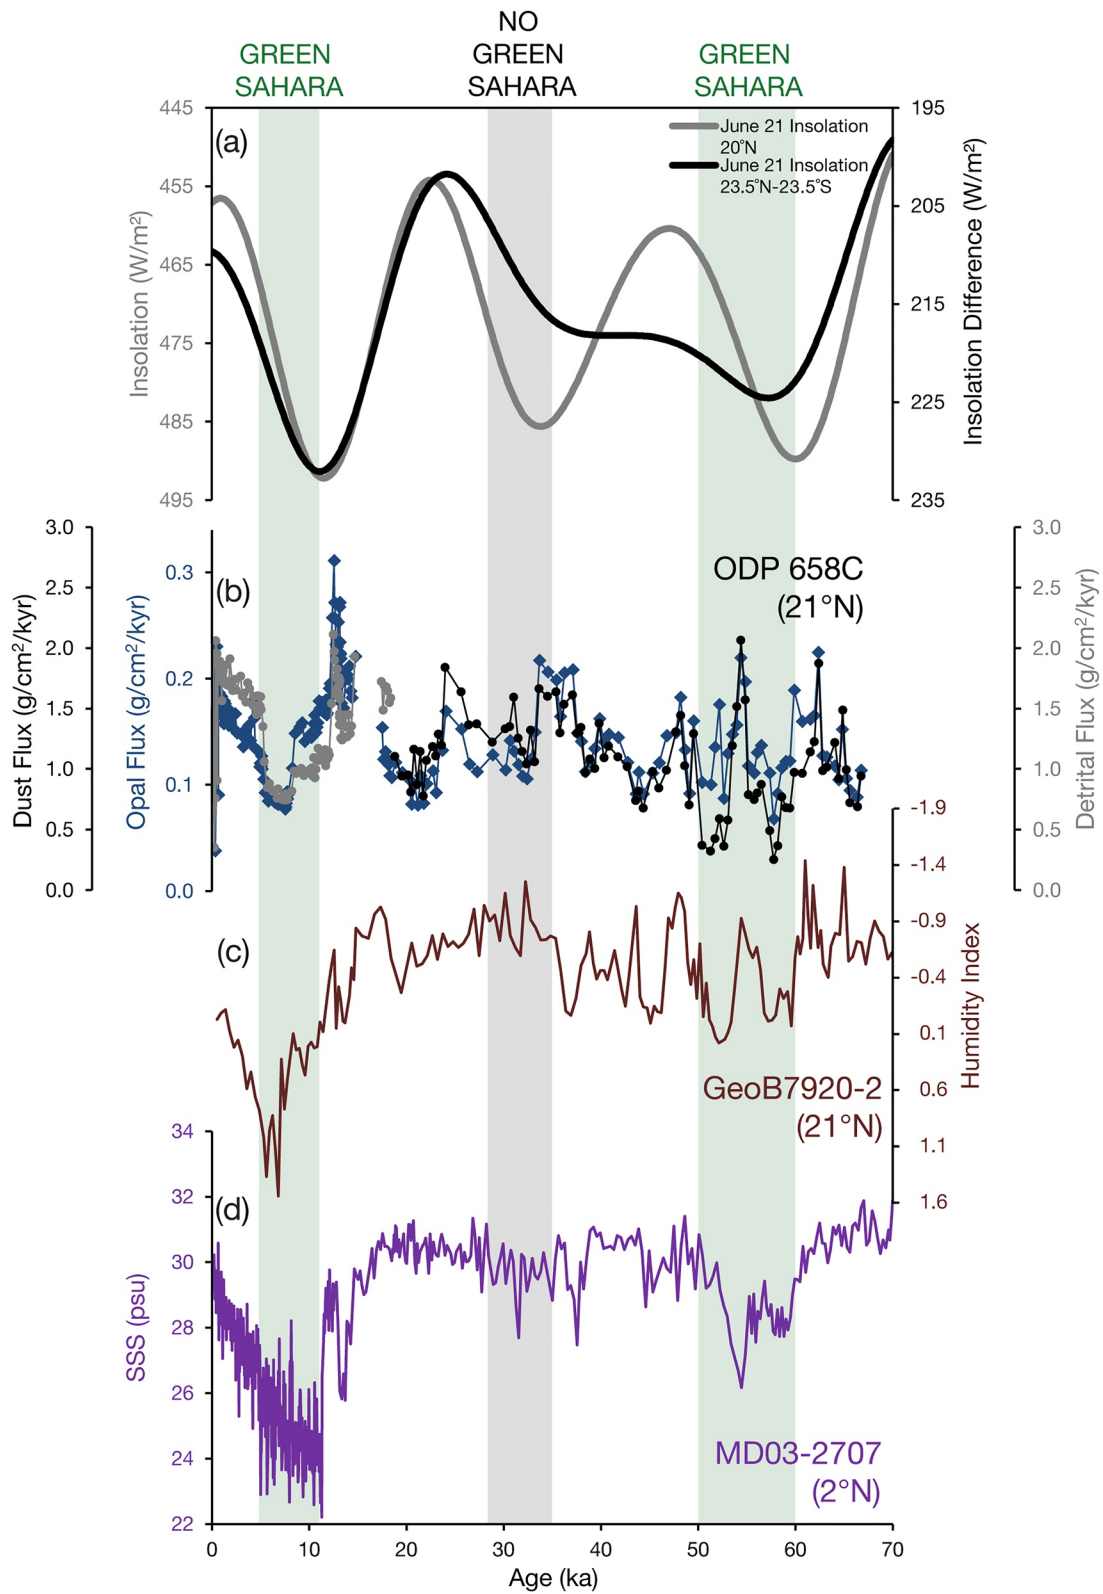 NO
GREEN
SAHARA
GREEN
SAHARA
GREEN
SAHARA
(a)
June 21 Insolation
20°N
June 21 Insolation
23.5°N-23.5°S
445
455
465
475
485
495
Insolation (W/m²)
195
205
215
225
235
Insolation Difference (W/m²)
(b)
ODP 658C
(21°N)
3.0
2.5
2.0
1.5
1.0
0.5
0.0
Dust Flux (g/cm²/kyr)
0.3
0.2
0.1
0.0
Opal Flux (g/cm²/kyr)
3.0
2.5
2.0
1.5
1.0
0.5
0.0
Detrital Flux (g/cm²/kyr)
(c)
-1.9
-1.4
-0.9
-0.4
0.1
0.6
1.1
1.6
Humidity Index
GeoB7920-2
(21°N)
(d)
34
32
30
28
26
24
22
SSS (psu)
MD03-2707
(2°N)
0 10 20 30 40 50 60 70
Age (ka)